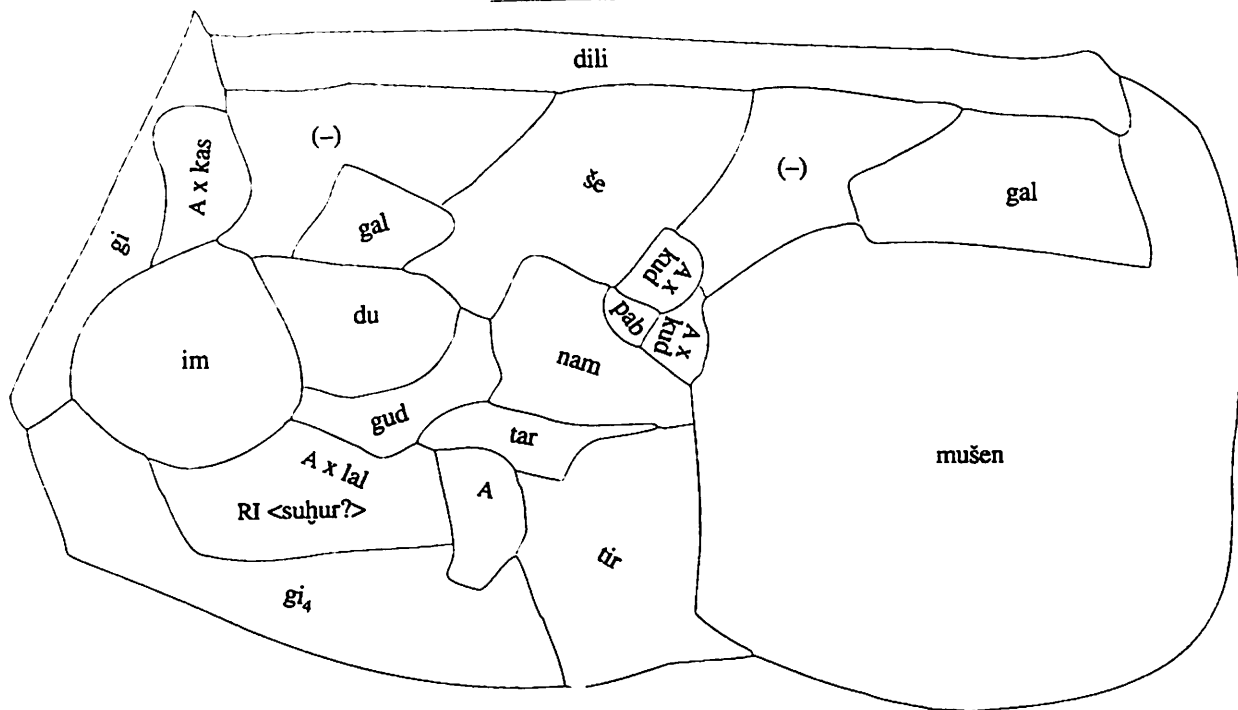 dili
(–)
A x kas
še
(–)
gal
gal
gi
A x
kud
pab
A x
kud
du
im
nam
gud
tar
mušen
A x lal
RI <suḫur?>
A
tir
gi₄